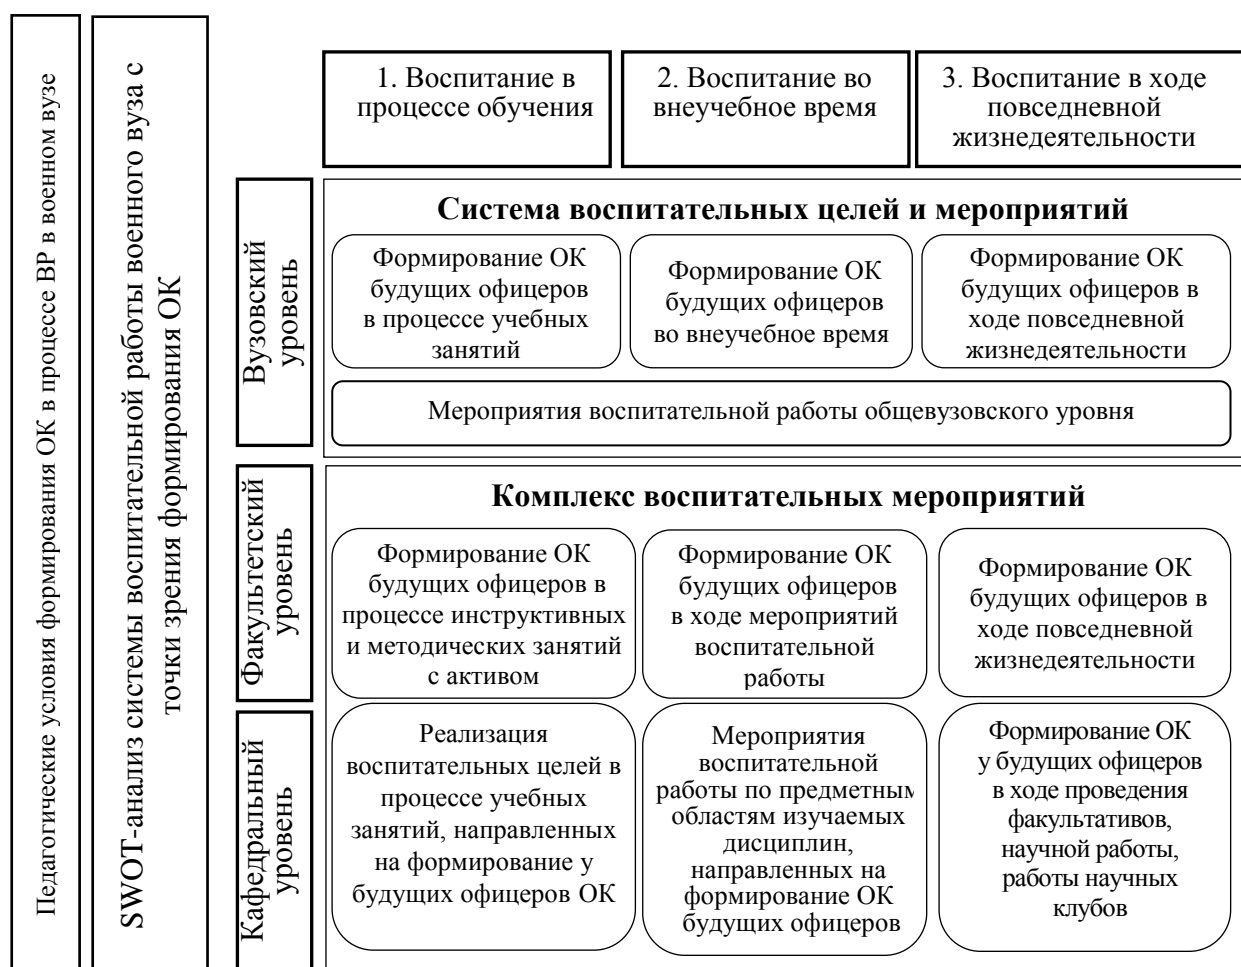 Педагогические условия формирования ОК в процессе ВР в военном вузе
SWOT-анализ системы воспитательной работы военного вуза с
точки зрения формирования ОК
1. Воспитание в
процессе обучения
2. Воспитание во
внеучебное время
3. Воспитание в ходе
повседневной
жизнедеятельности
Вузовский
уровень
Система воспитательных целей и мероприятий
Формирование ОК
будущих офицеров
в процессе учебных
занятий
Формирование ОК
будущих офицеров
во внеучебное время
Формирование ОК
будущих офицеров в
ходе повседневной
жизнедеятельности
Мероприятия воспитательной работы общевузовского уровня
Факультетский
уровень
Комплекс воспитательных мероприятий
Формирование ОК
будущих офицеров в
процессе инструктивных
и методических занятий
с активом
Формирование ОК
будущих офицеров
в ходе мероприятий
воспитательной
работы
Формирование ОК
будущих офицеров в
ходе повседневной
жизнедеятельности
Кафедральный
уровень
Реализация
воспитательных целей в
процессе учебных
занятий, направленных
на формирование у
будущих офицеров ОК
Мероприятия
воспитательной
работы по предметным
областям изучаемых
дисциплин,
направленных на
формирование ОК
будущих офицеров
Формирование ОК
у будущих офицеров
в ходе проведения
факультативов,
научной работы,
работы научных
клубов